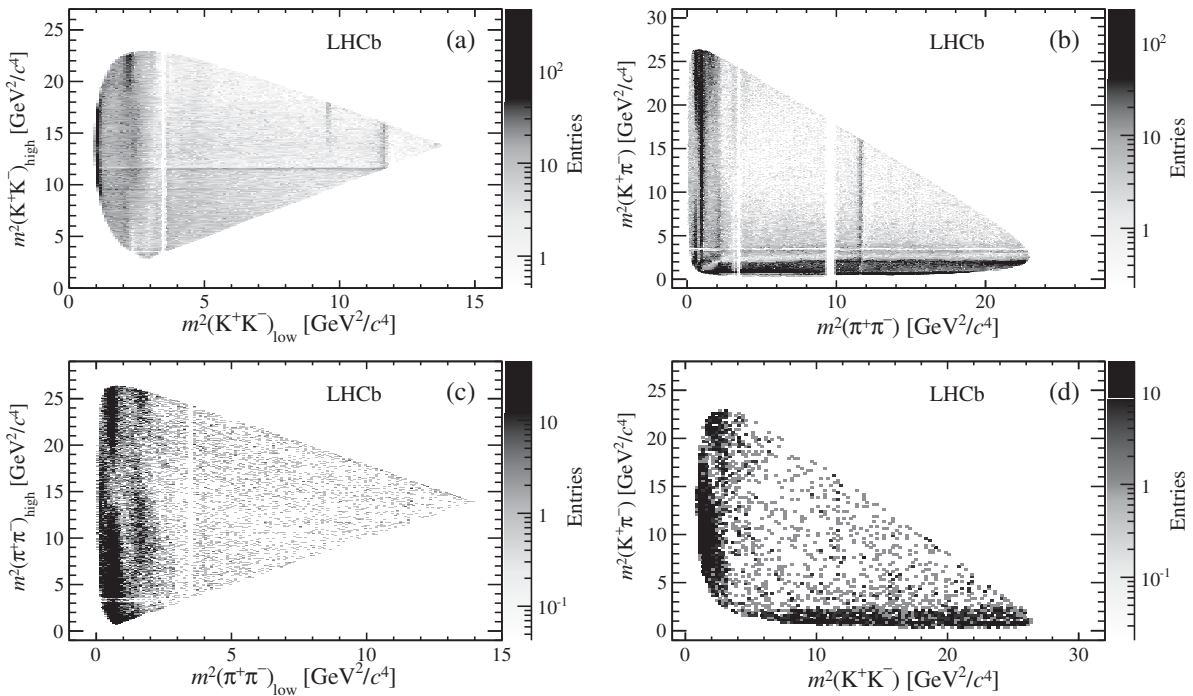 LHCb
(a)
25
20
15
10
5
0
m²(K⁺K⁻)high [GeV²/c⁴]
0 5 10 15
m²(K⁺K⁻)low [GeV²/c⁴]
10²
10
1
Entries
LHCb
(b)
30
25
20
15
10
5
0
m²(K⁺π⁻) [GeV²/c⁴]
0 10 20
m²(π⁺π⁻) [GeV²/c⁴]
10²
10
1
Entries
LHCb
(c)
25
20
15
10
5
0
m²(π⁺π⁻)high [GeV²/c⁴]
0 5 10 15
m²(π⁺π⁻)low [GeV²/c⁴]
10
1
10⁻¹
Entries
LHCb
(d)
25
20
15
10
5
0
m²(K⁺π⁻) [GeV²/c⁴]
0 10 20 30
m²(K⁺K⁻) [GeV²/c⁴]
10
1
10⁻¹
Entries